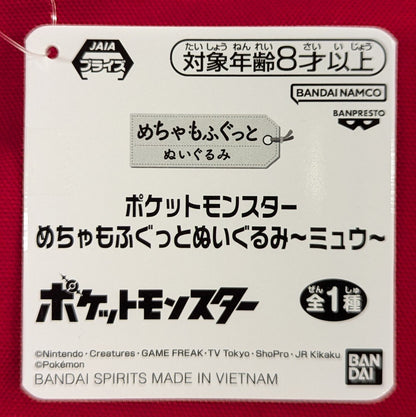 JAIA
プライズ
たいしょうねんれい さい いじょう
対象年齢8才以上
BANDAI NAMCO
BANPRESTO
めちゃもふぐっと
ぬいぐるみ
ポケットモンスター
めちゃもふぐっとぬいぐるみ～ミュウ～
ポケットモンスター
ぜん しゅ
全1種
©Nintendo・Creatures・GAME FREAK・TV Tokyo・ShoPro・JR Kikaku
©Pokémon
BANDAI SPIRITS MADE IN VIETNAM
BAN
DAI